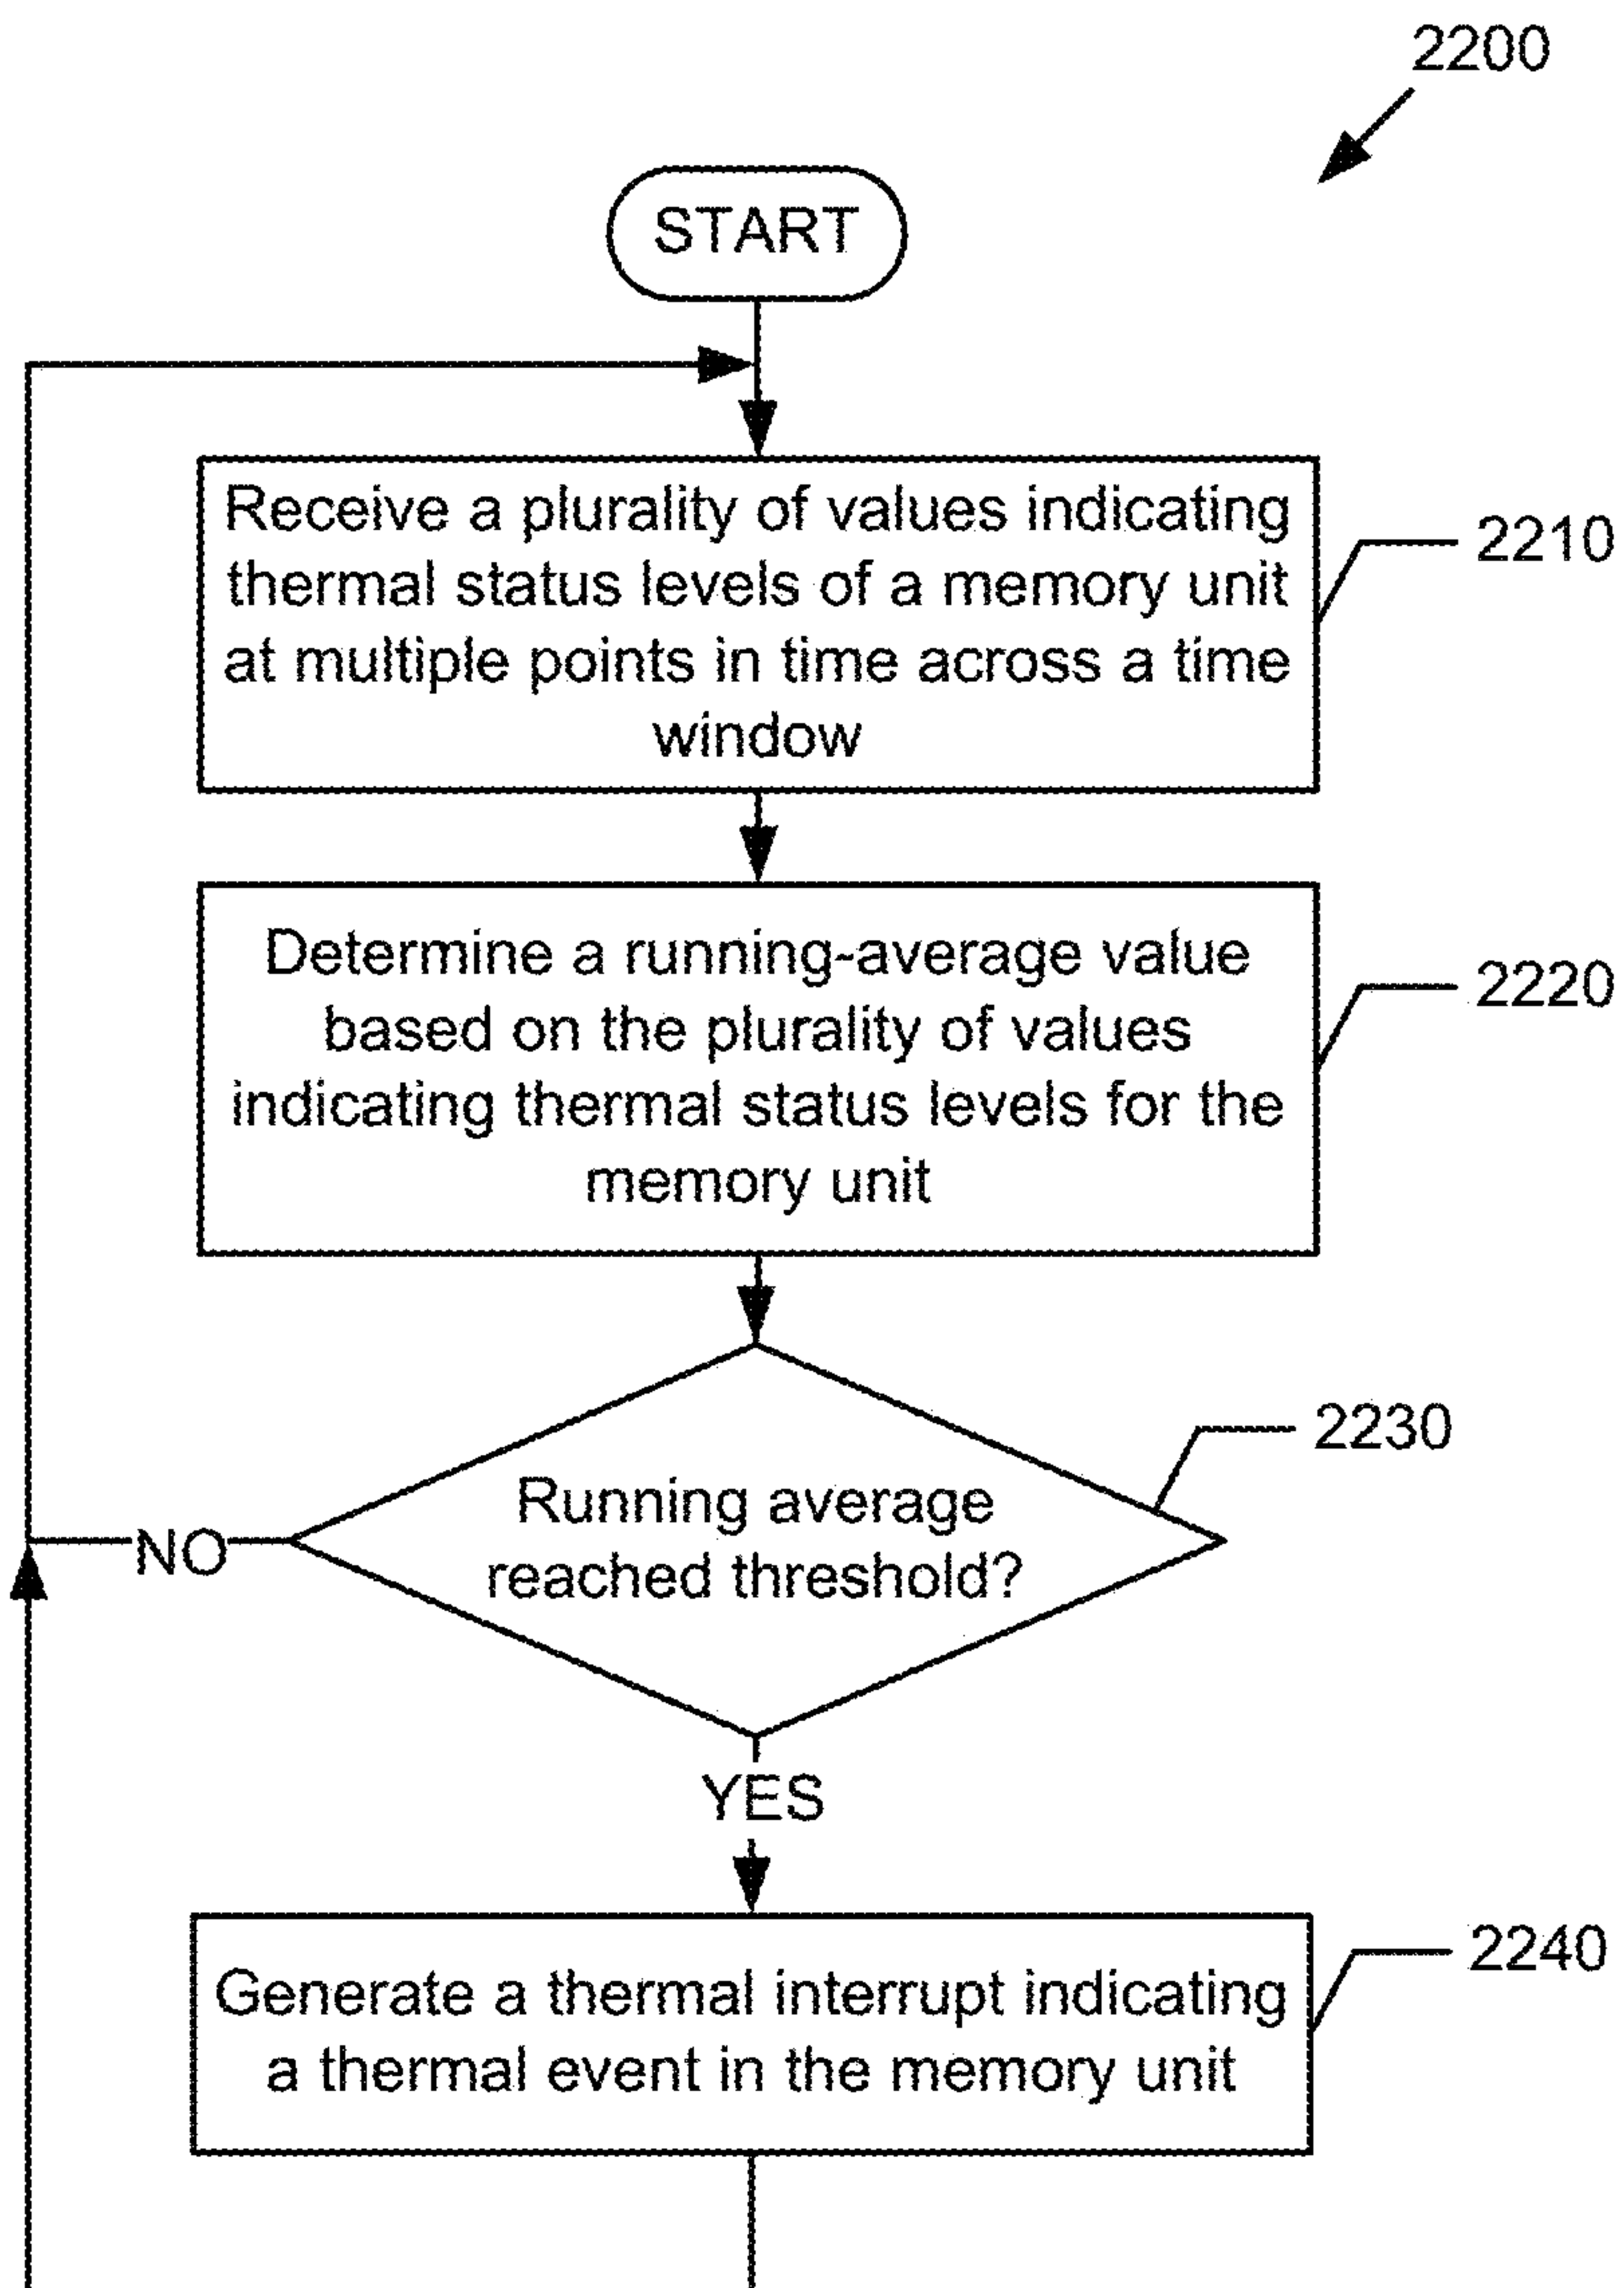 2200
START
Receive a plurality of values indicating
thermal status levels of a memory unit
at multiple points in time across a time
window
2210
Determine a running-average value
based on the plurality of values
indicating thermal status levels for the
memory unit
2220
Running average
reached threshold?
2230
NO
YES
Generate a thermal interrupt indicating
a thermal event in the memory unit
2240